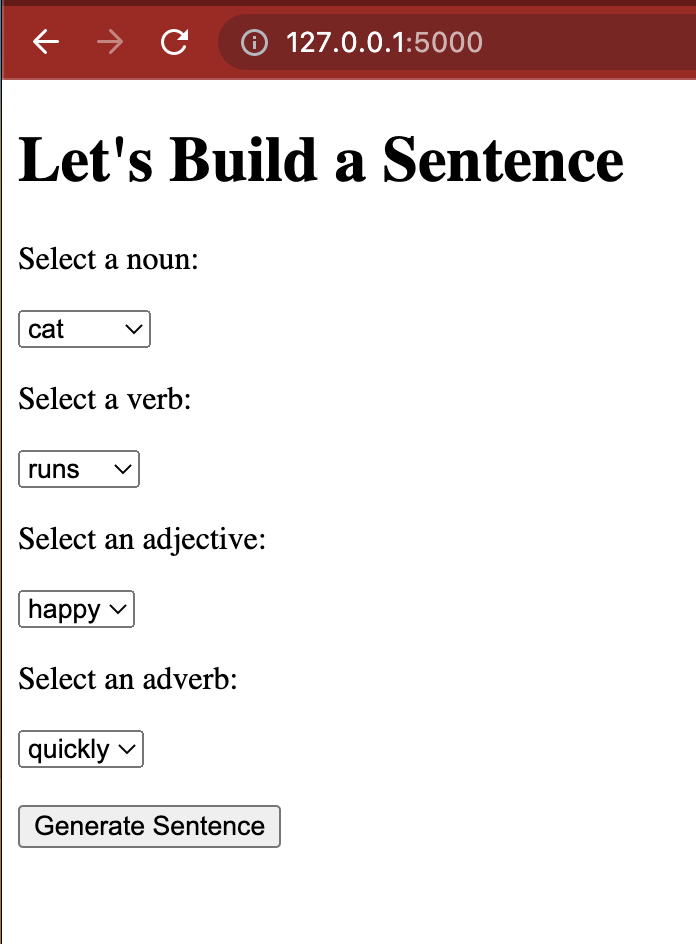 127.0.0.1:5000
Let's Build a Sentence
Select a noun:
cat
Select a verb:
runs
Select an adjective:
happy
Select an adverb:
quickly
Generate Sentence